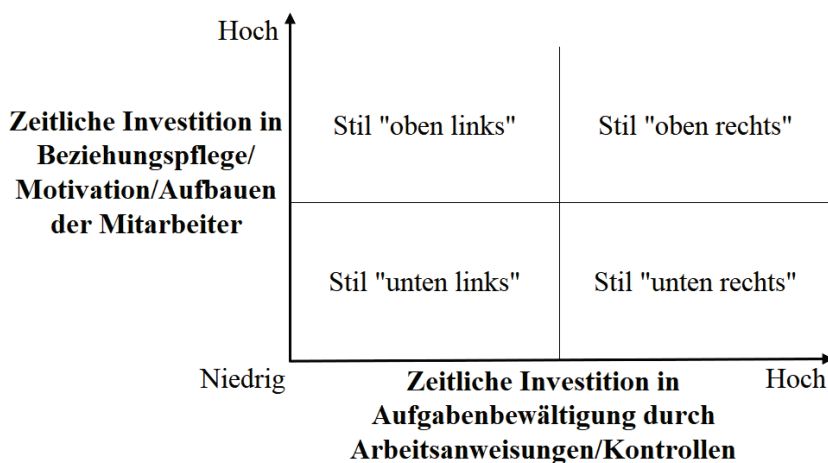 Hoch
Zeitliche Investition in
Beziehungspflege/
Motivation/Aufbauen
der Mitarbeiter
Stil "oben links"
Stil "oben rechts"
Stil "unten links"
Stil "unten rechts"
Niedrig
Zeitliche Investition in
Aufgabenbewältigung durch
Arbeitsanweisungen/Kontrollen
Hoch